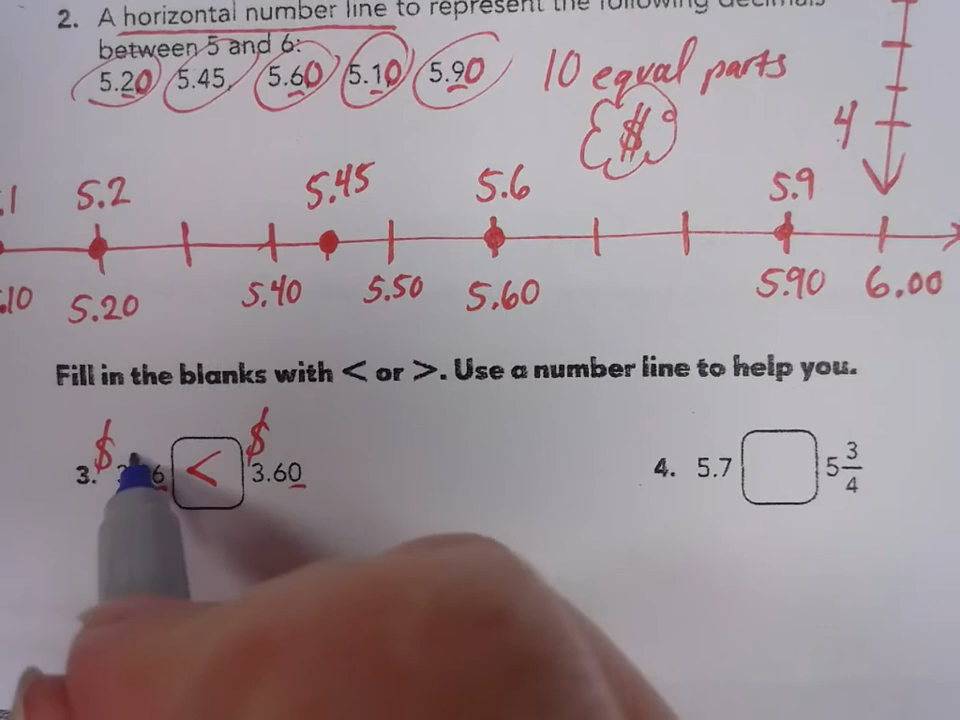 2. A horizontal number line to represent the following decimals
between 5 and 6:
5.20 5.45, 5.60 5.10 5.90 10 equal parts
$
4
.1 5.2 5.45 5.6 5.9
.10 5.20 5.40 5.50 5.60 5.90 6.00
Fill in the blanks with < or >. Use a number line to help you.
$ $
3. 6 < 3.60 4. 5.7 5 3/4